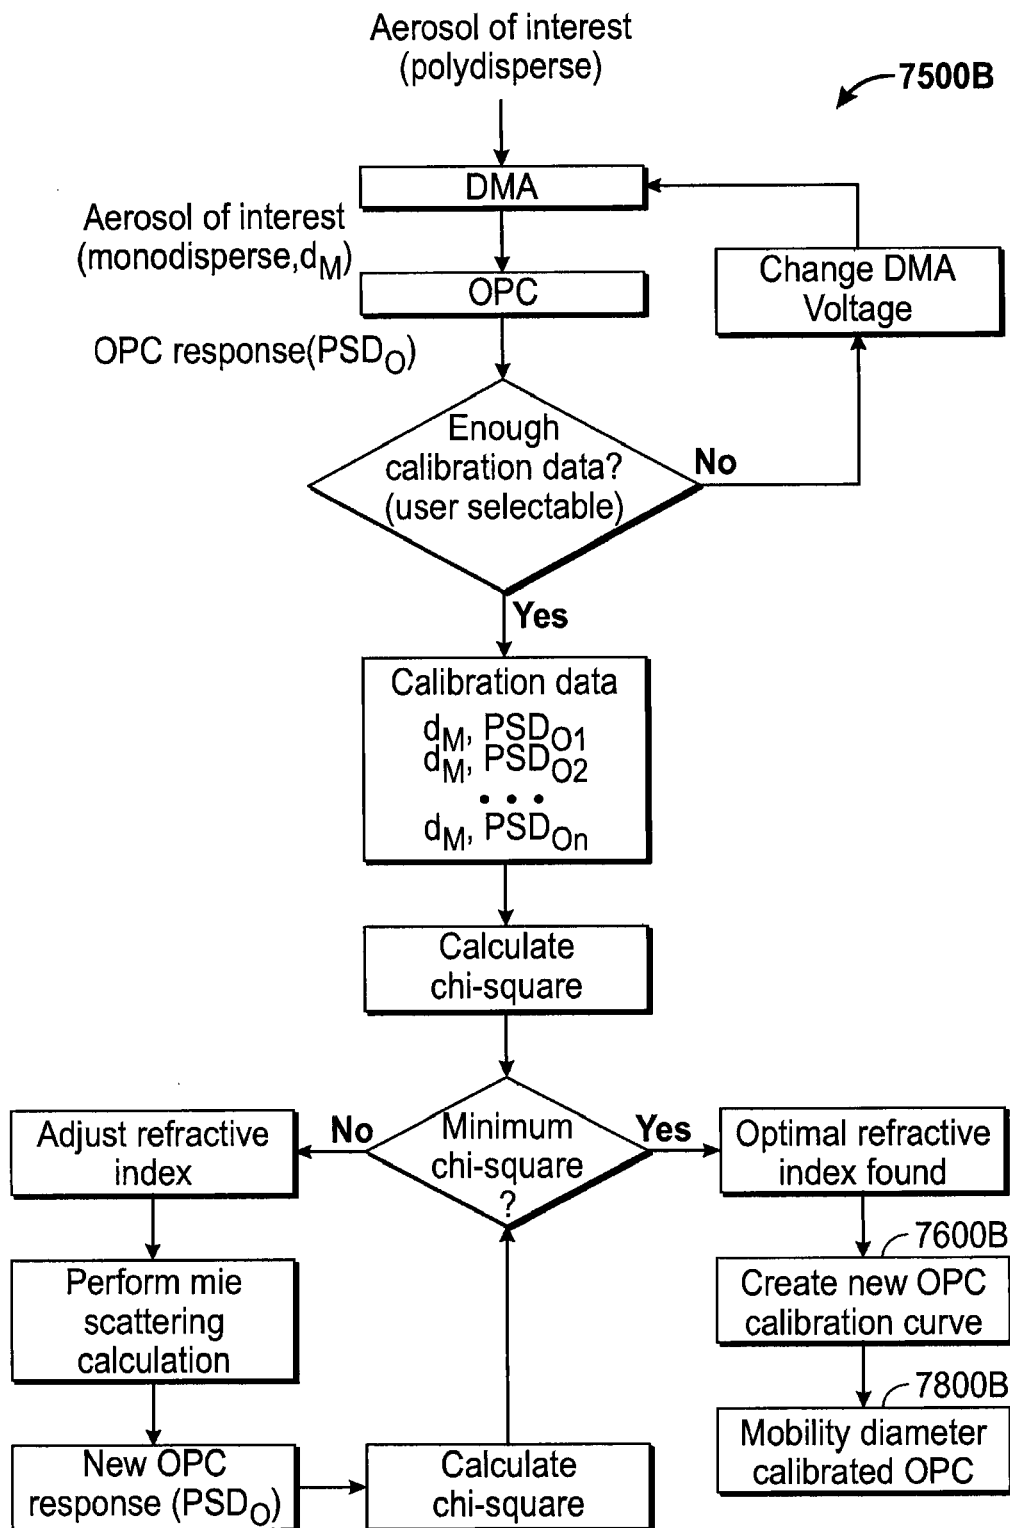 Aerosol of interest
(polydisperse)
7500B
DMA
Aerosol of interest
(monodisperse,dM)
OPC
Change DMA
Voltage
OPC response(PSDO)
Enough
calibration data?
(user selectable)
No
Yes
Calibration data
dM, PSDO1
dM, PSDO2
• • •
dM, PSDOn
Calculate
chi-square
Minimum
chi-square
?
No
Yes
Adjust refractive
index
Optimal refractive
index found
Perform mie
scattering
calculation
7600B
Create new OPC
calibration curve
New OPC
response (PSDO)
Calculate
chi-square
7800B
Mobility diameter
calibrated OPC